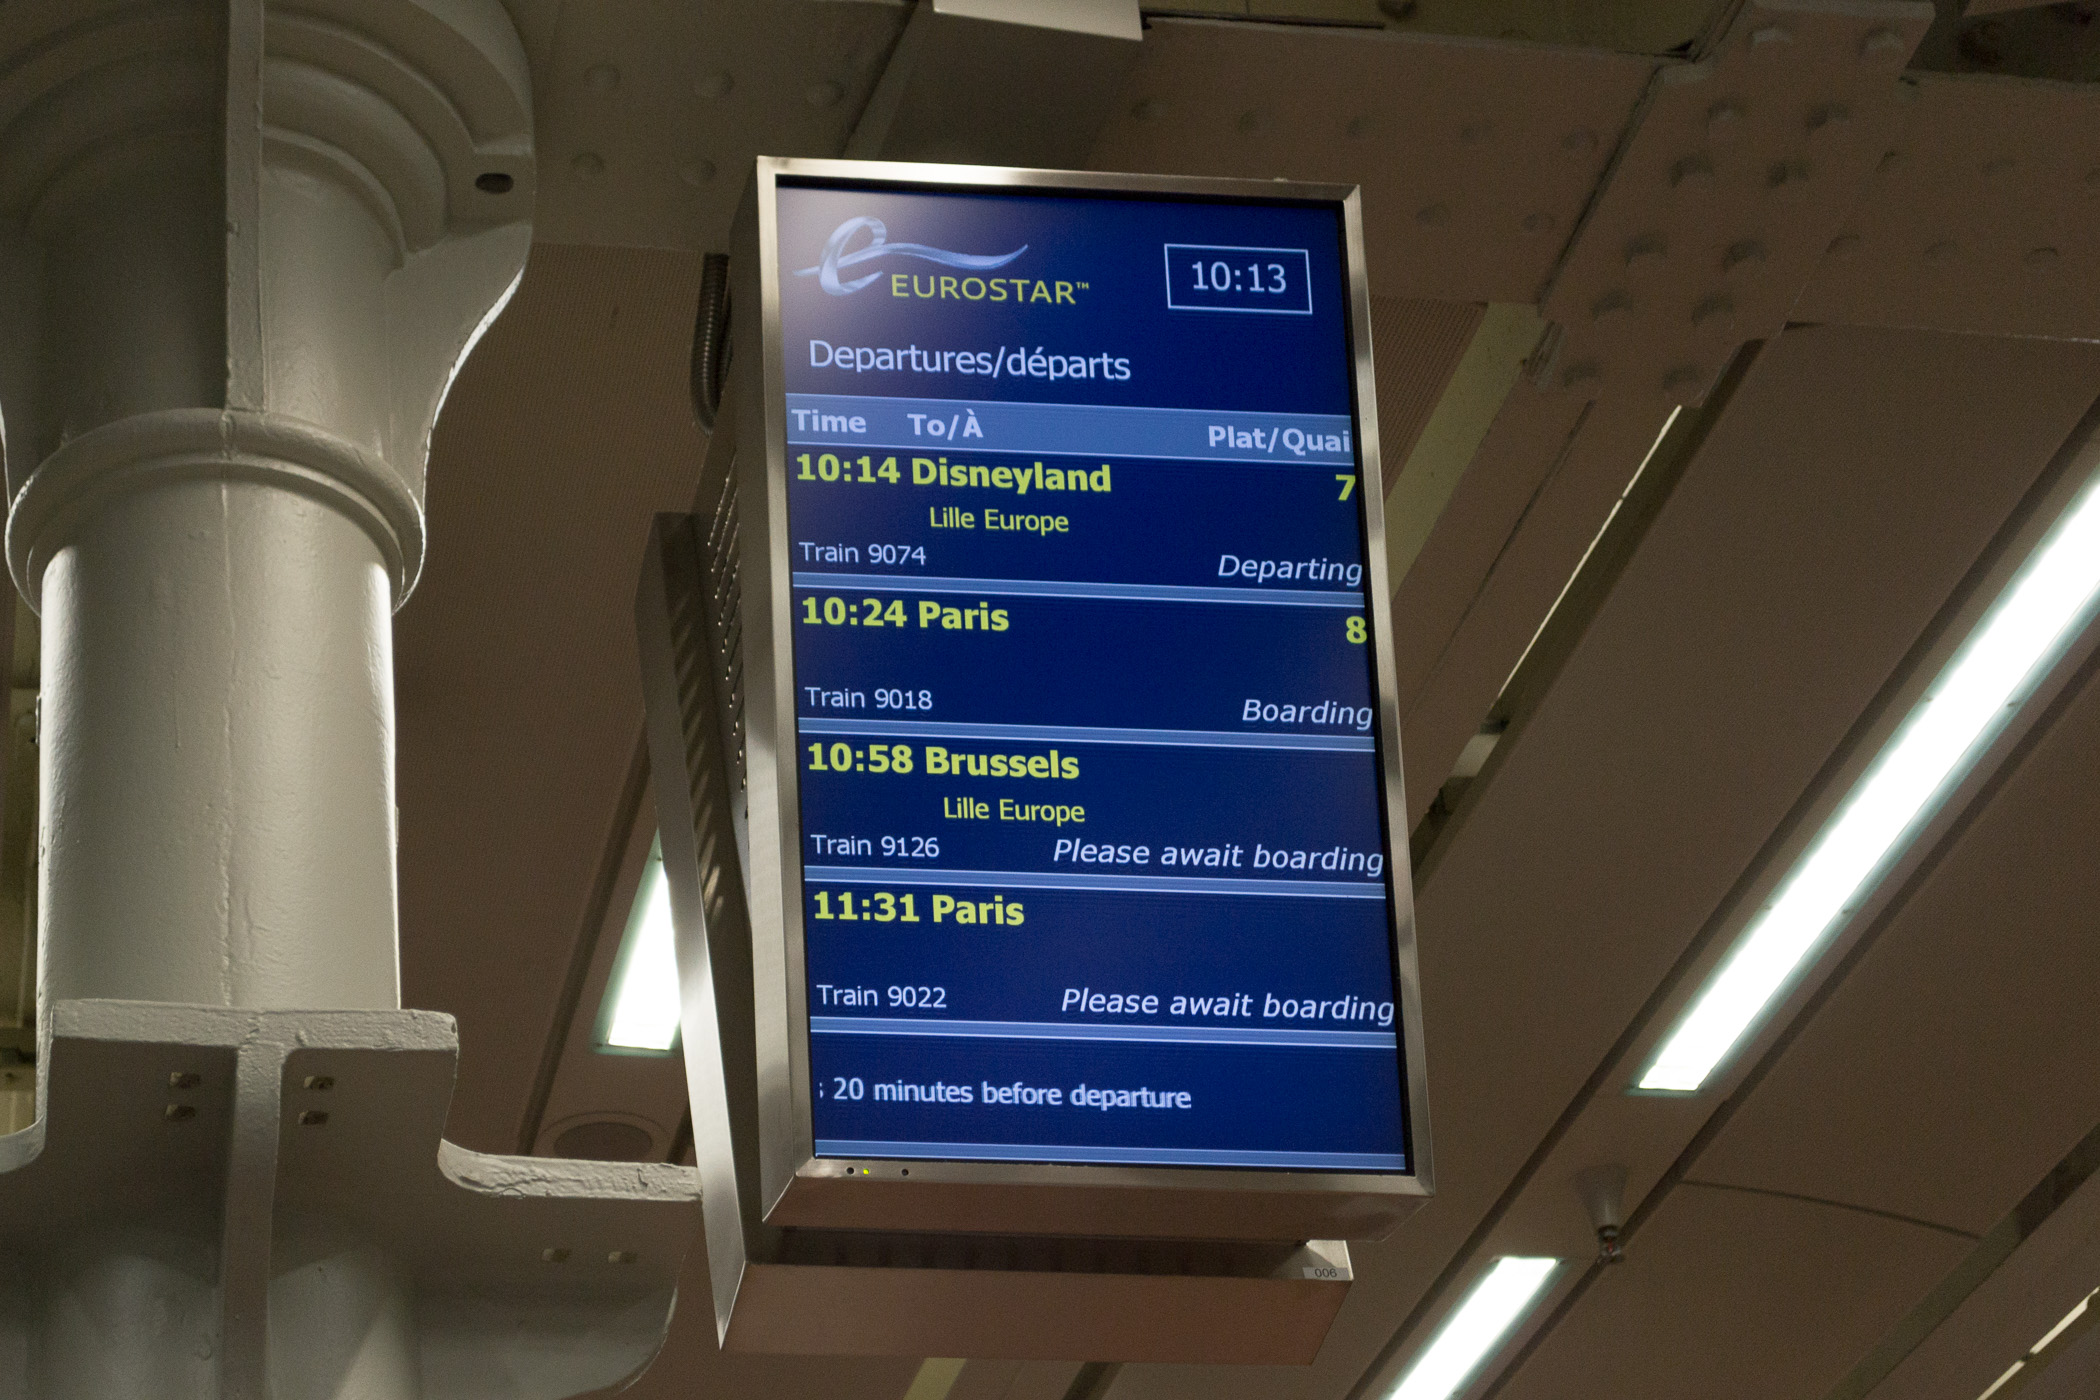 EUROSTAR™
10:13
Departures/départs
Time To/À Plat/Quai
10:14 Disneyland 7
Lille Europe
Train 9074 Departing
10:24 Paris 8
Train 9018 Boarding
10:58 Brussels
Lille Europe
Train 9126 Please await boarding
11:31 Paris
Train 9022 Please await boarding
20 minutes before departure
006